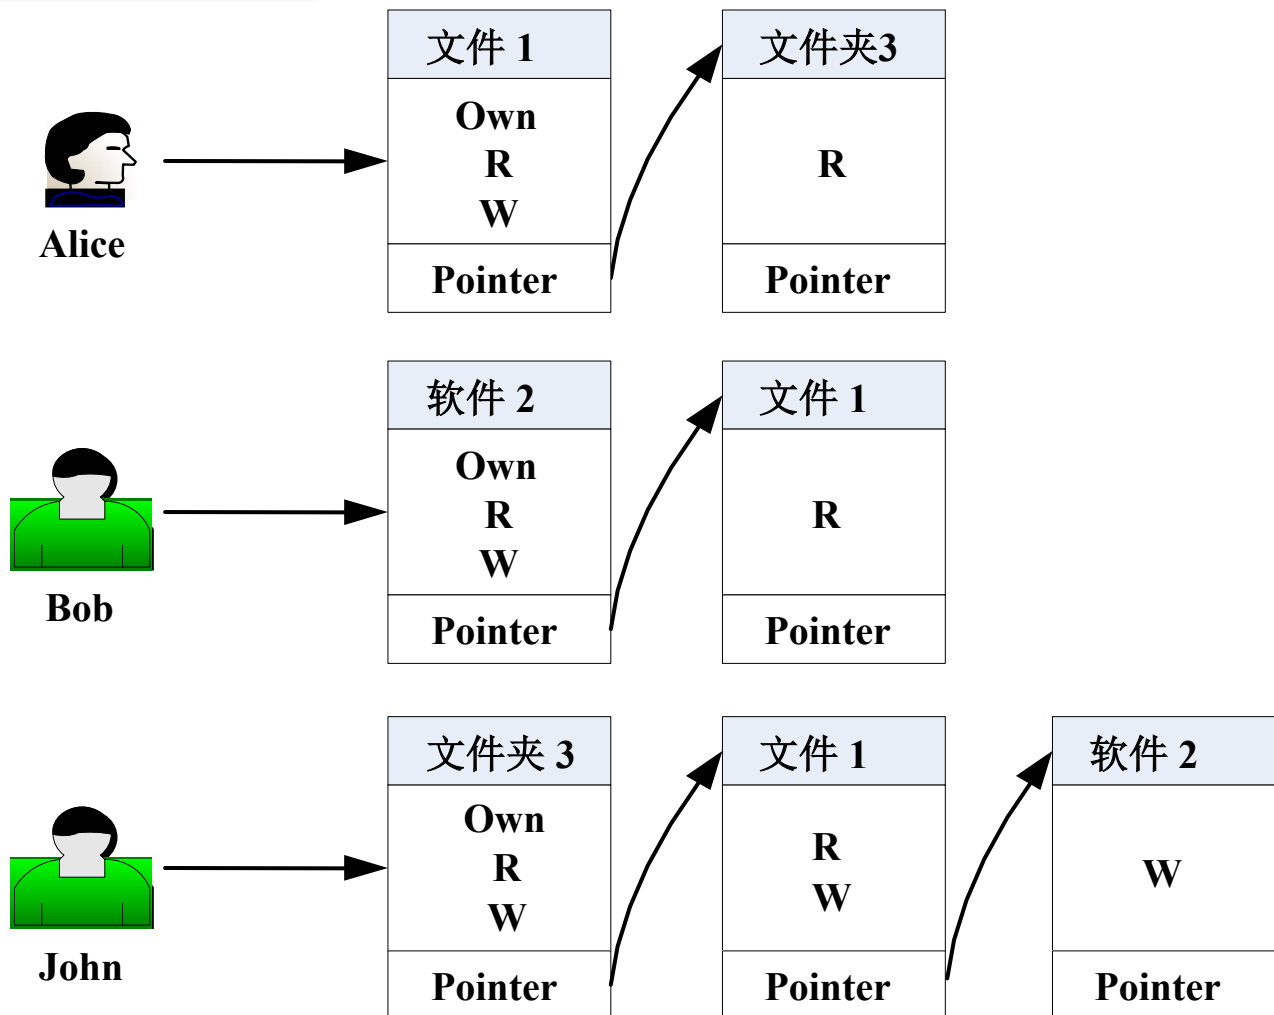 文件 1
文件夹3
Own
R
W
R
Alice
Pointer
Pointer
软件 2
文件 1
Own
R
W
R
Bob
Pointer
Pointer
文件夹 3
文件 1
软件 2
Own
R
W
R
W
W
John
Pointer
Pointer
Pointer